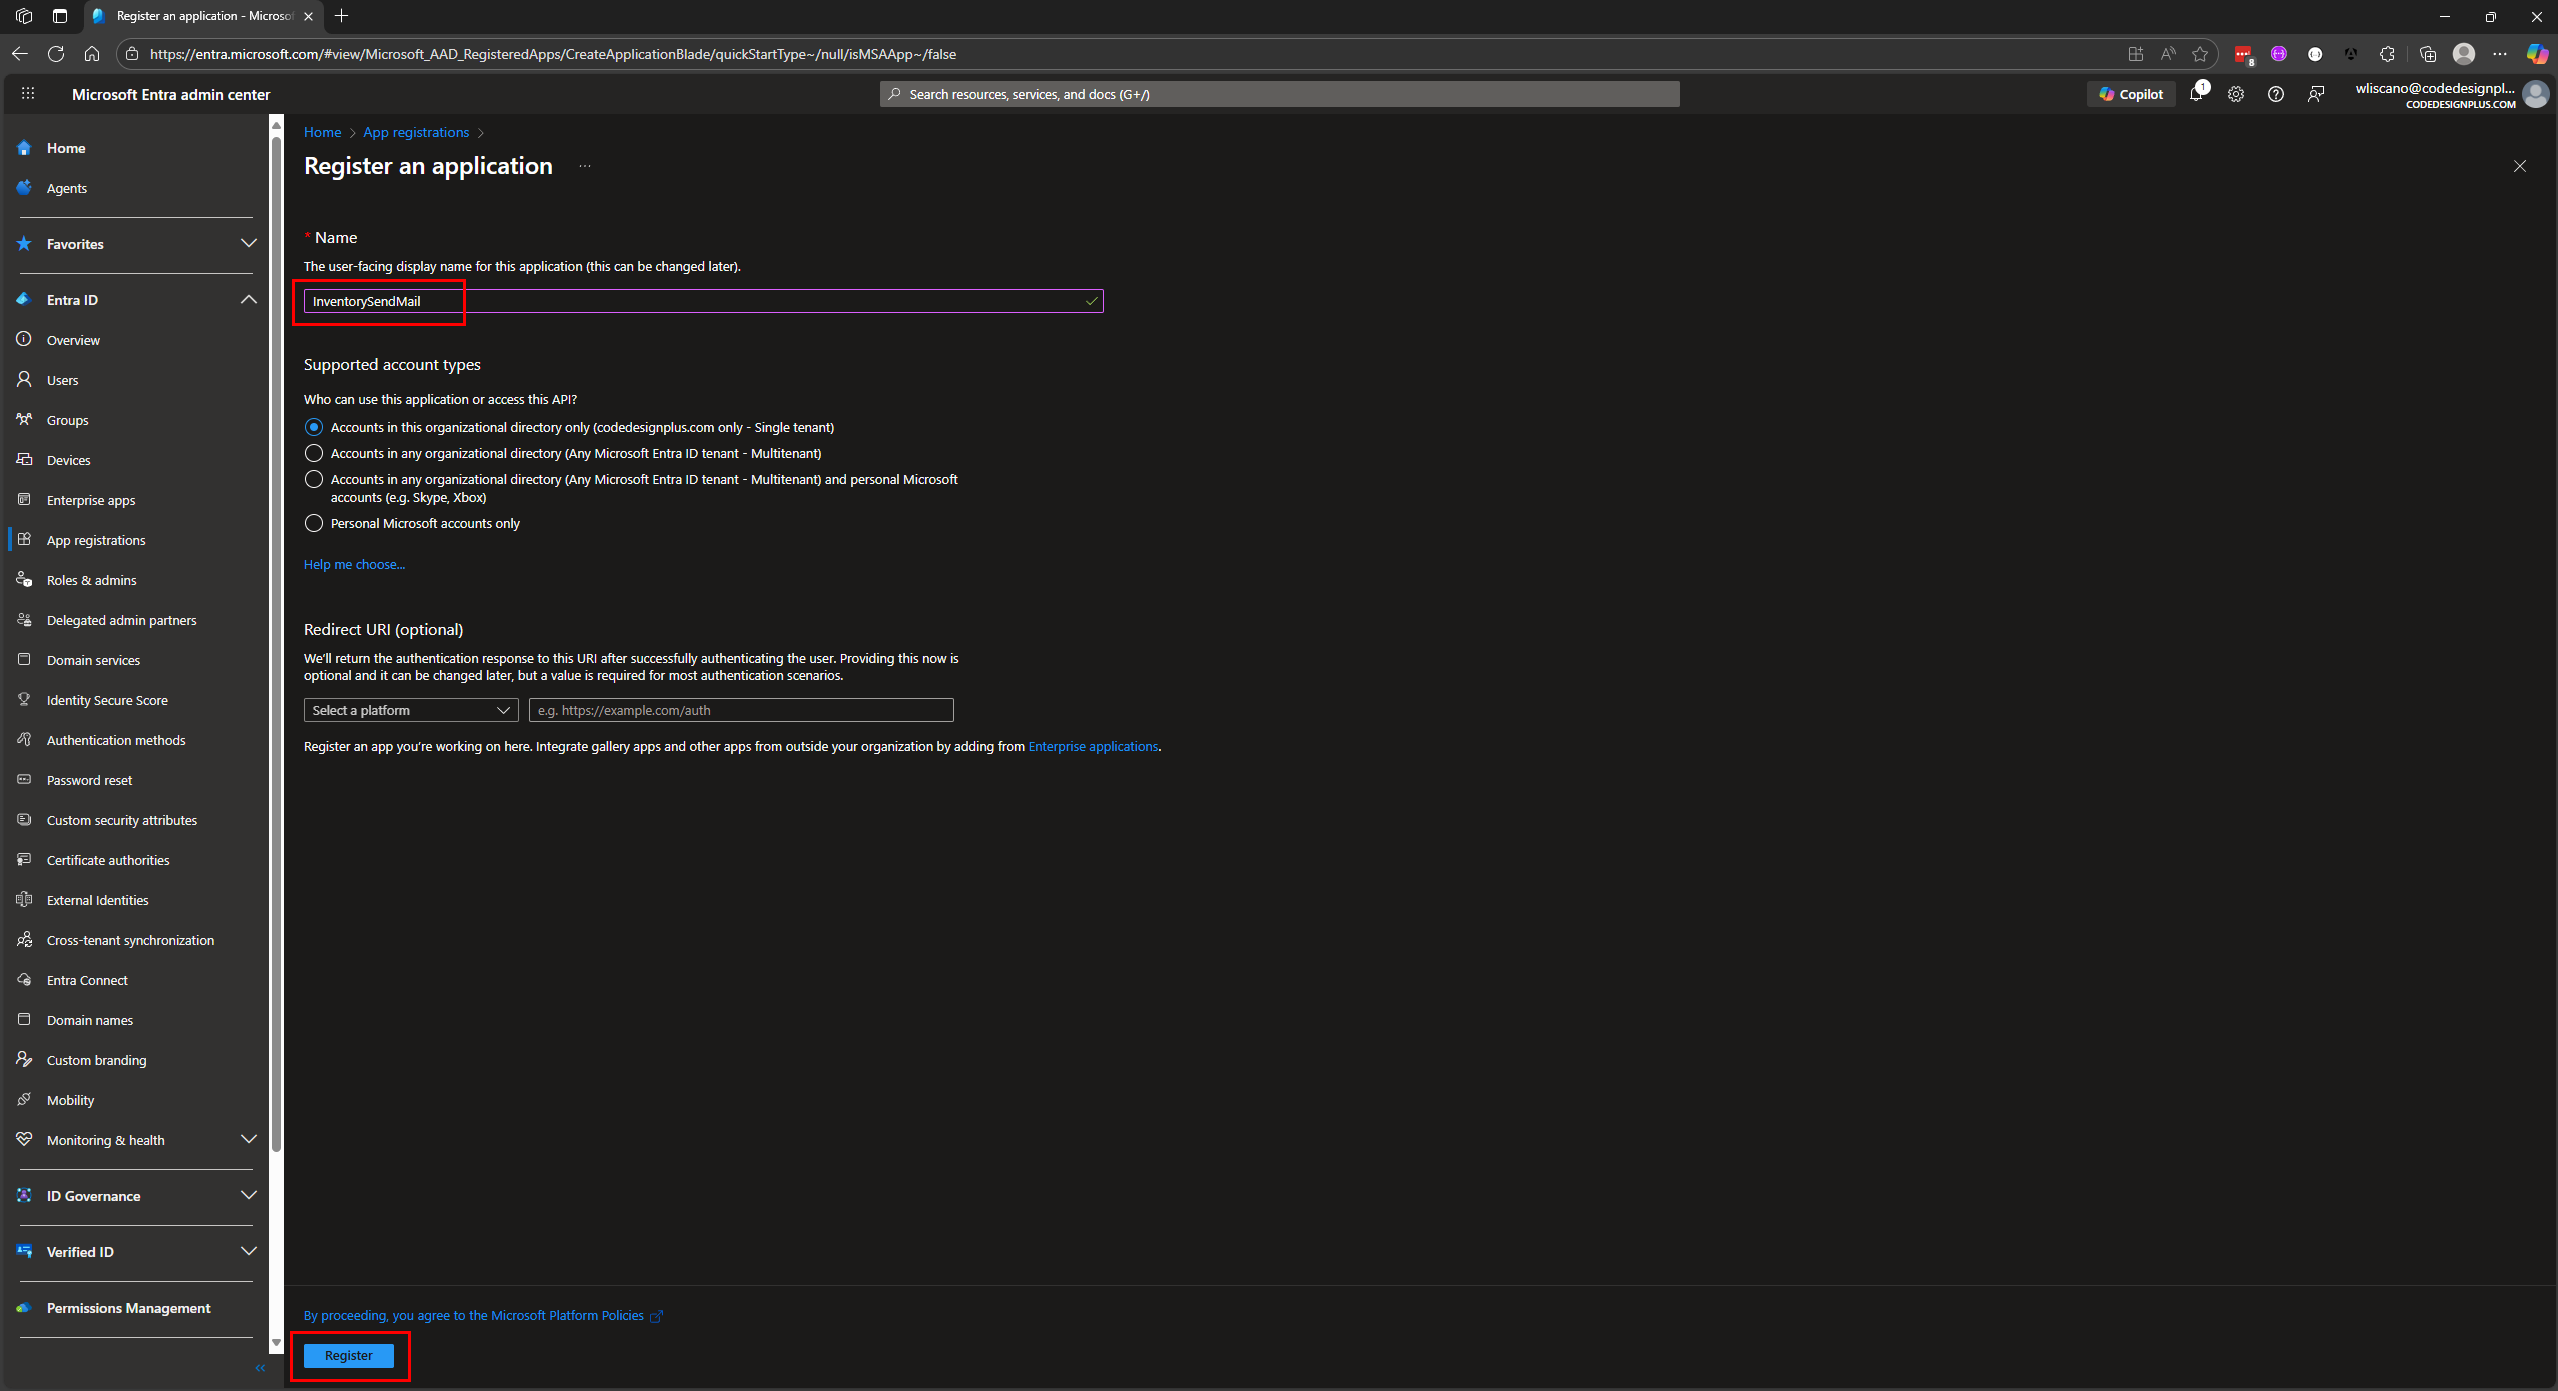 Register an application - Microsof
https://entra.microsoft.com/#view/Microsoft_AAD_RegisteredApps/CreateApplicationBlade/quickStartType~/null/isMSAApp~/false
8
Microsoft Entra admin center
Search resources, services, and docs (G+/)
Copilot
1
wliscano@codedesignpl...
CODEDESIGNPLUS.COM
Home
Agents
Favorites
Entra ID
Overview
Users
Groups
Devices
Enterprise apps
App registrations
Roles & admins
Delegated admin partners
Domain services
Identity Secure Score
Authentication methods
Password reset
Custom security attributes
Certificate authorities
External Identities
Cross-tenant synchronization
Entra Connect
Domain names
Custom branding
Mobility
Monitoring & health
ID Governance
Verified ID
Permissions Management
Home > App registrations >
Register an application ...
* Name
The user-facing display name for this application (this can be changed later).
InventorySendMail
Supported account types
Who can use this application or access this API?
Accounts in this organizational directory only (codedesignplus.com only - Single tenant)
Accounts in any organizational directory (Any Microsoft Entra ID tenant - Multitenant)
Accounts in any organizational directory (Any Microsoft Entra ID tenant - Multitenant) and personal Microsoft
accounts (e.g. Skype, Xbox)
Personal Microsoft accounts only
Help me choose...
Redirect URI (optional)
We'll return the authentication response to this URI after successfully authenticating the user. Providing this now is
optional and it can be changed later, but a value is required for most authentication scenarios.
Select a platform
e.g. https://example.com/auth
Register an app you're working on here. Integrate gallery apps and other apps from outside your organization by adding from Enterprise applications.
By proceeding, you agree to the Microsoft Platform Policies
Register